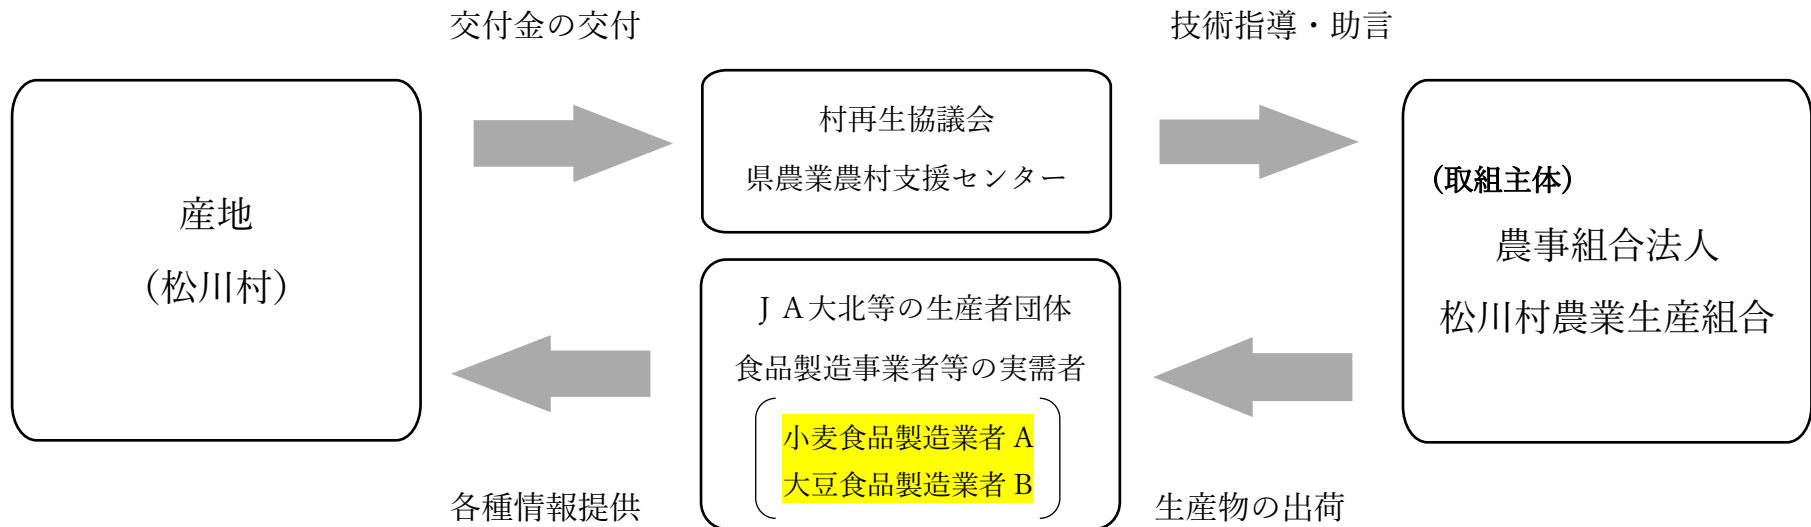 交付金の交付
技術指導・助言
産地
（松川村）
村再生協議会
県農業農村支援センター
（取組主体）
農事組合法人
松川村農業生産組合
ＪＡ大北等の生産者団体
食品製造事業者等の実需者
小麦食品製造業者 A
大豆食品製造業者 B
各種情報提供
生産物の出荷